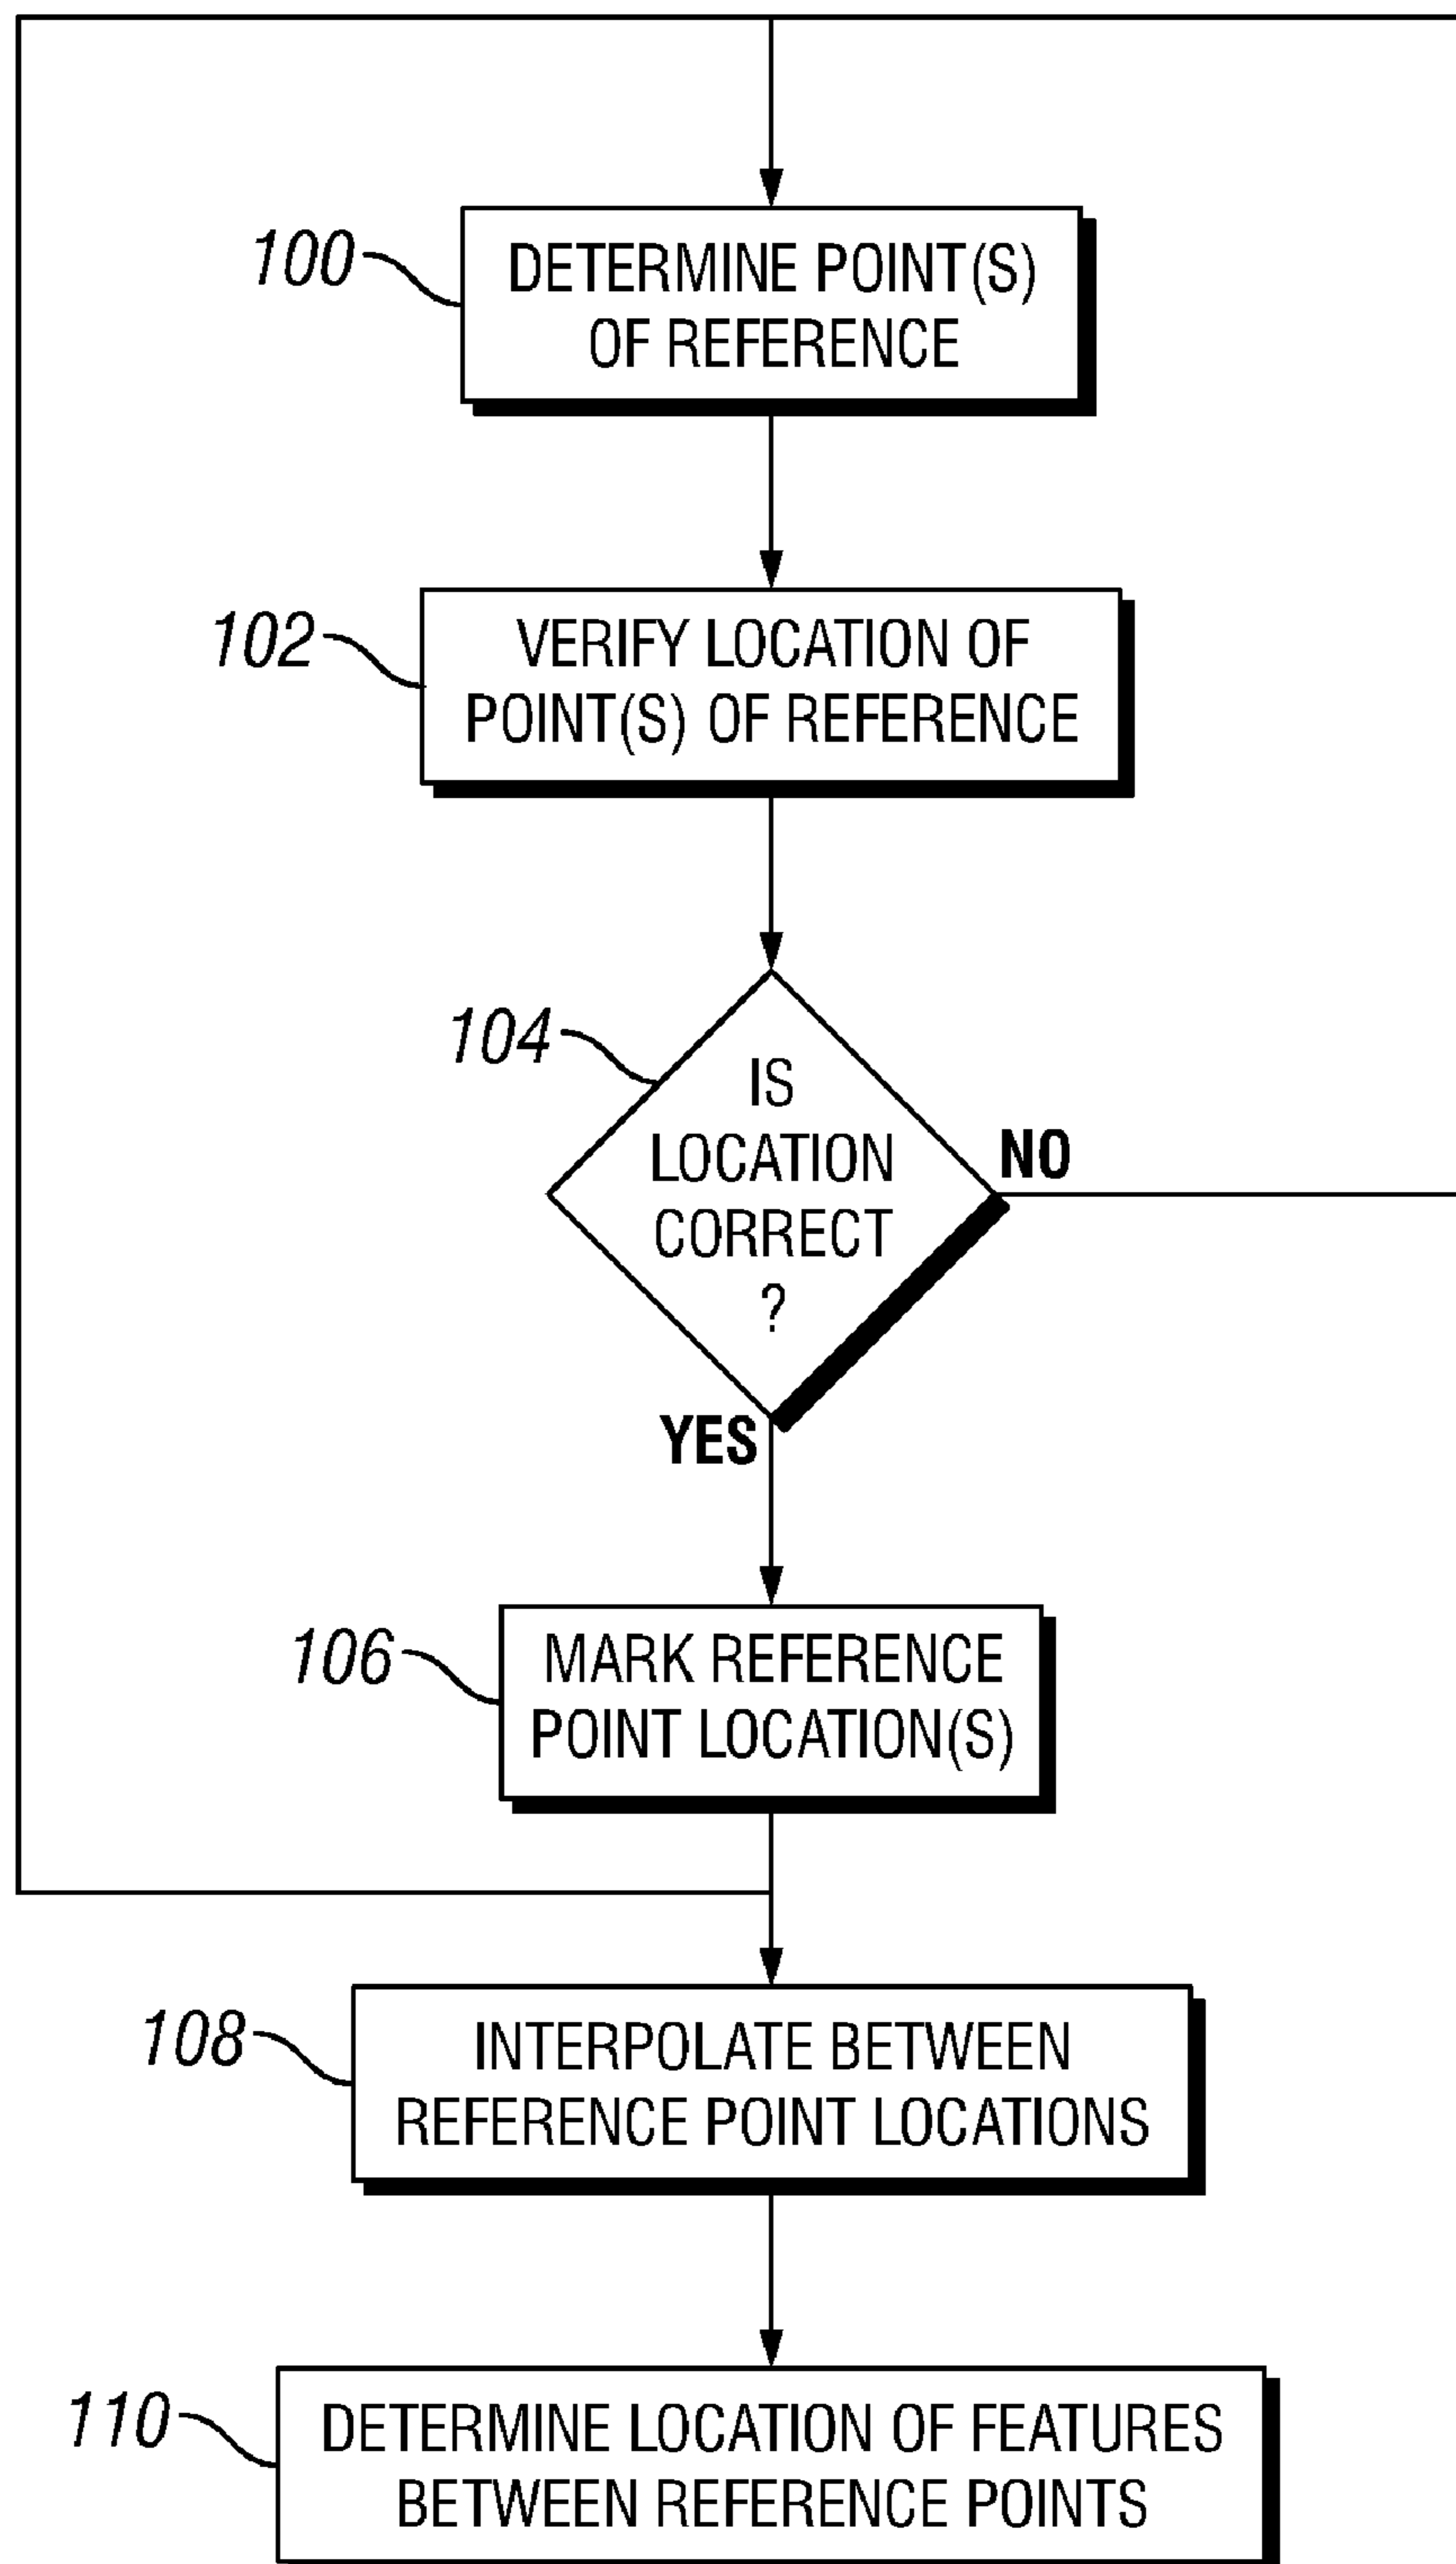 100
DETERMINE POINT(S)
OF REFERENCE
102
VERIFY LOCATION OF
POINT(S) OF REFERENCE
104
IS
LOCATION
CORRECT
?
NO
YES
106
MARK REFERENCE
POINT LOCATION(S)
108
INTERPOLATE BETWEEN
REFERENCE POINT LOCATIONS
110
DETERMINE LOCATION OF FEATURES
BETWEEN REFERENCE POINTS